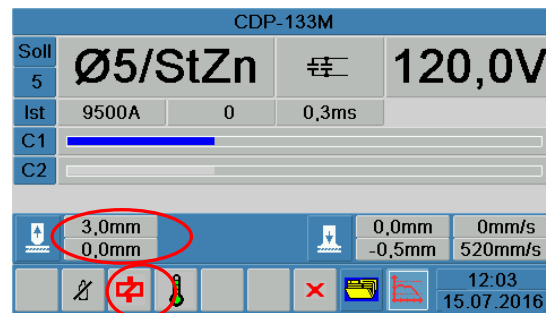 CDP-133M
Soll
5
Ø5/StZn
120,0V
Ist
9500A
0
0,3ms
C1
C2
3,0mm
0,0mm
0,0mm
-0,5mm
0mm/s
520mm/s
12:03
15.07.2016